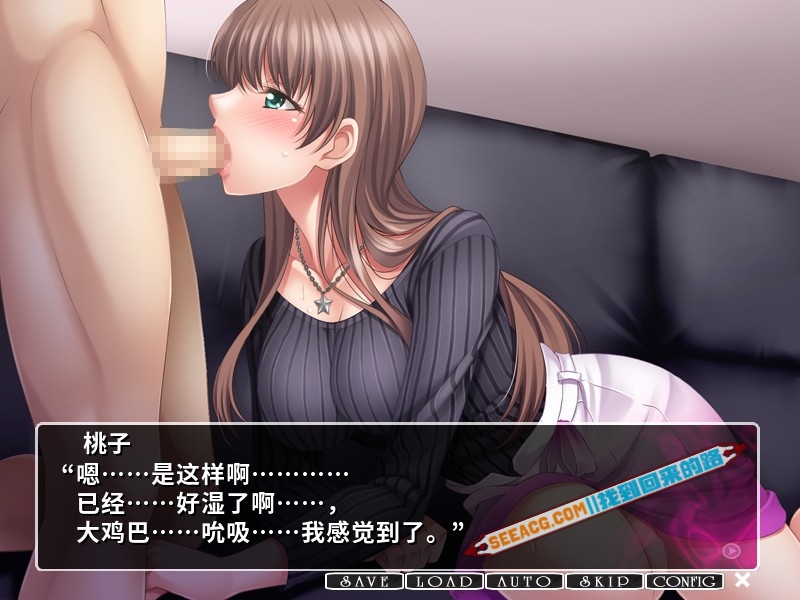 桃子
“嗯……是这样啊…………
已经……好湿了啊……，
大鸡巴……吮吸……我感觉到了。”
SEEACG.COM||找到回来的路
SAVE LOAD AUTO SKIP CONFIG